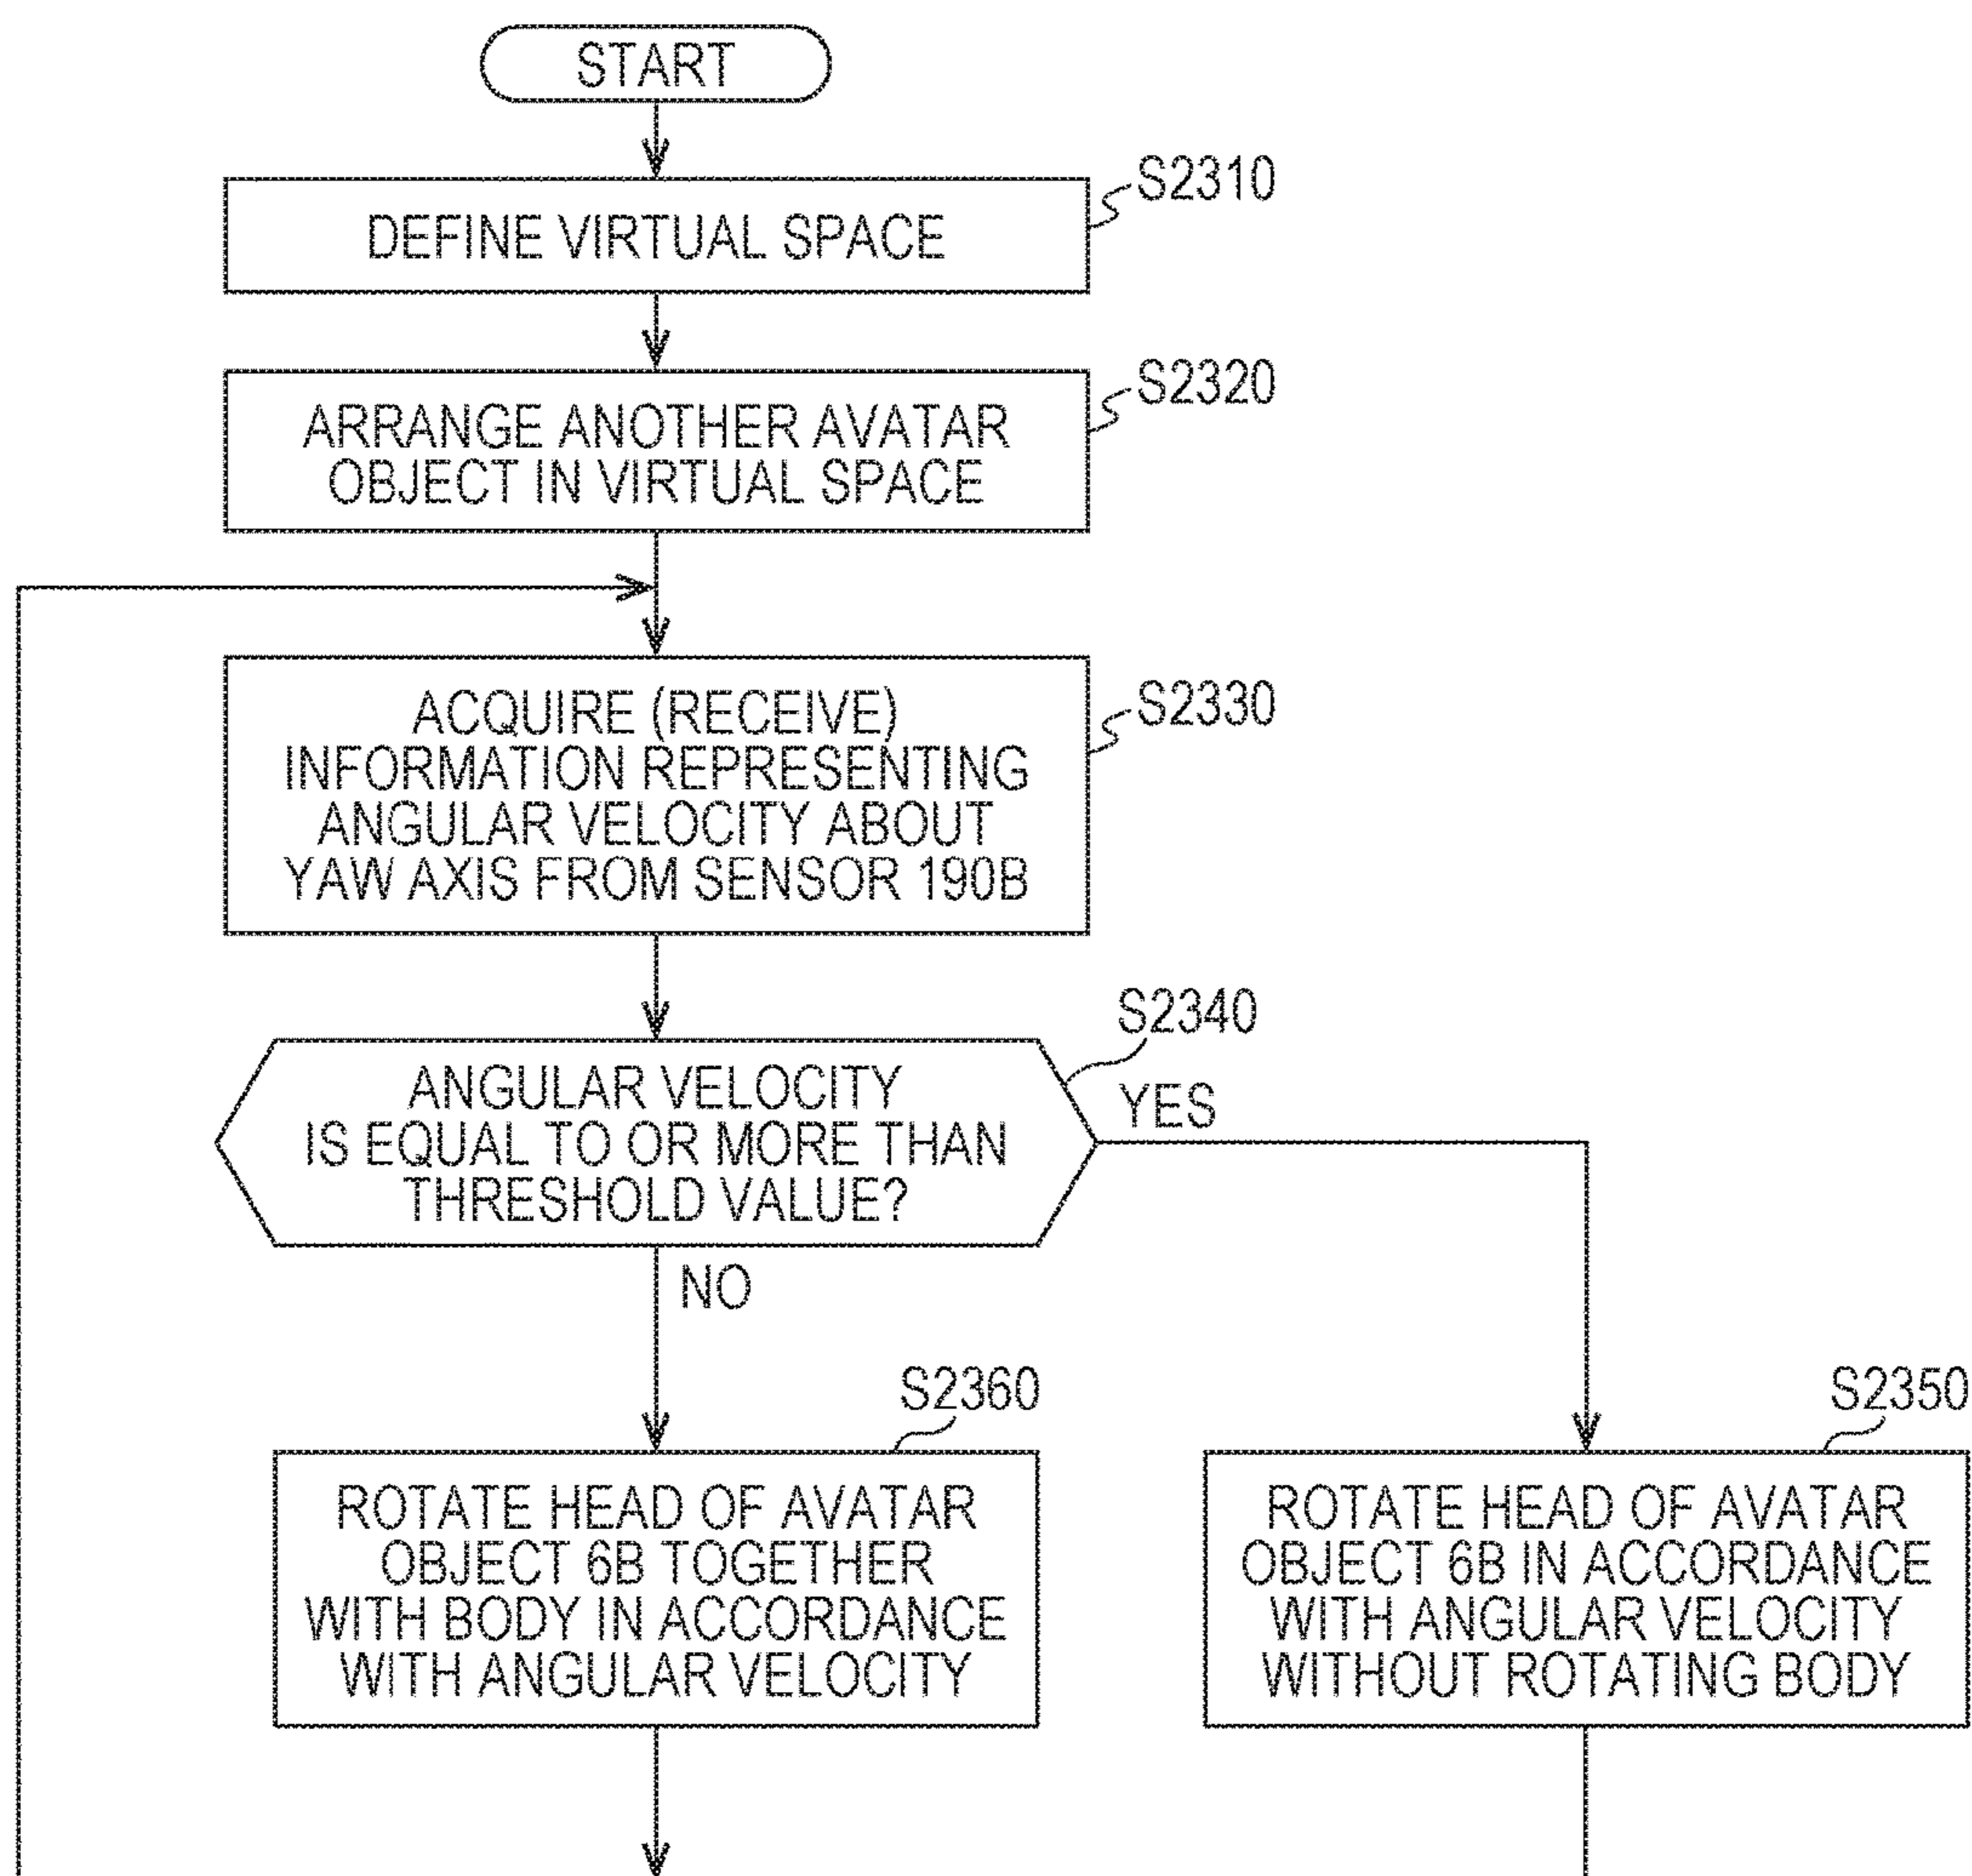 START
S2310
DEFINE VIRTUAL SPACE
S2320
ARRANGE ANOTHER AVATAR
OBJECT IN VIRTUAL SPACE
S2330
ACQUIRE (RECEIVE)
INFORMATION REPRESENTING
ANGULAR VELOCITY ABOUT
YAW AXIS FROM SENSOR 190B
S2340
ANGULAR VELOCITY
IS EQUAL TO OR MORE THAN
THRESHOLD VALUE?
YES
NO
S2360
ROTATE HEAD OF AVATAR
OBJECT 6B TOGETHER
WITH BODY IN ACCORDANCE
WITH ANGULAR VELOCITY
S2350
ROTATE HEAD OF AVATAR
OBJECT 6B IN ACCORDANCE
WITH ANGULAR VELOCITY
WITHOUT ROTATING BODY